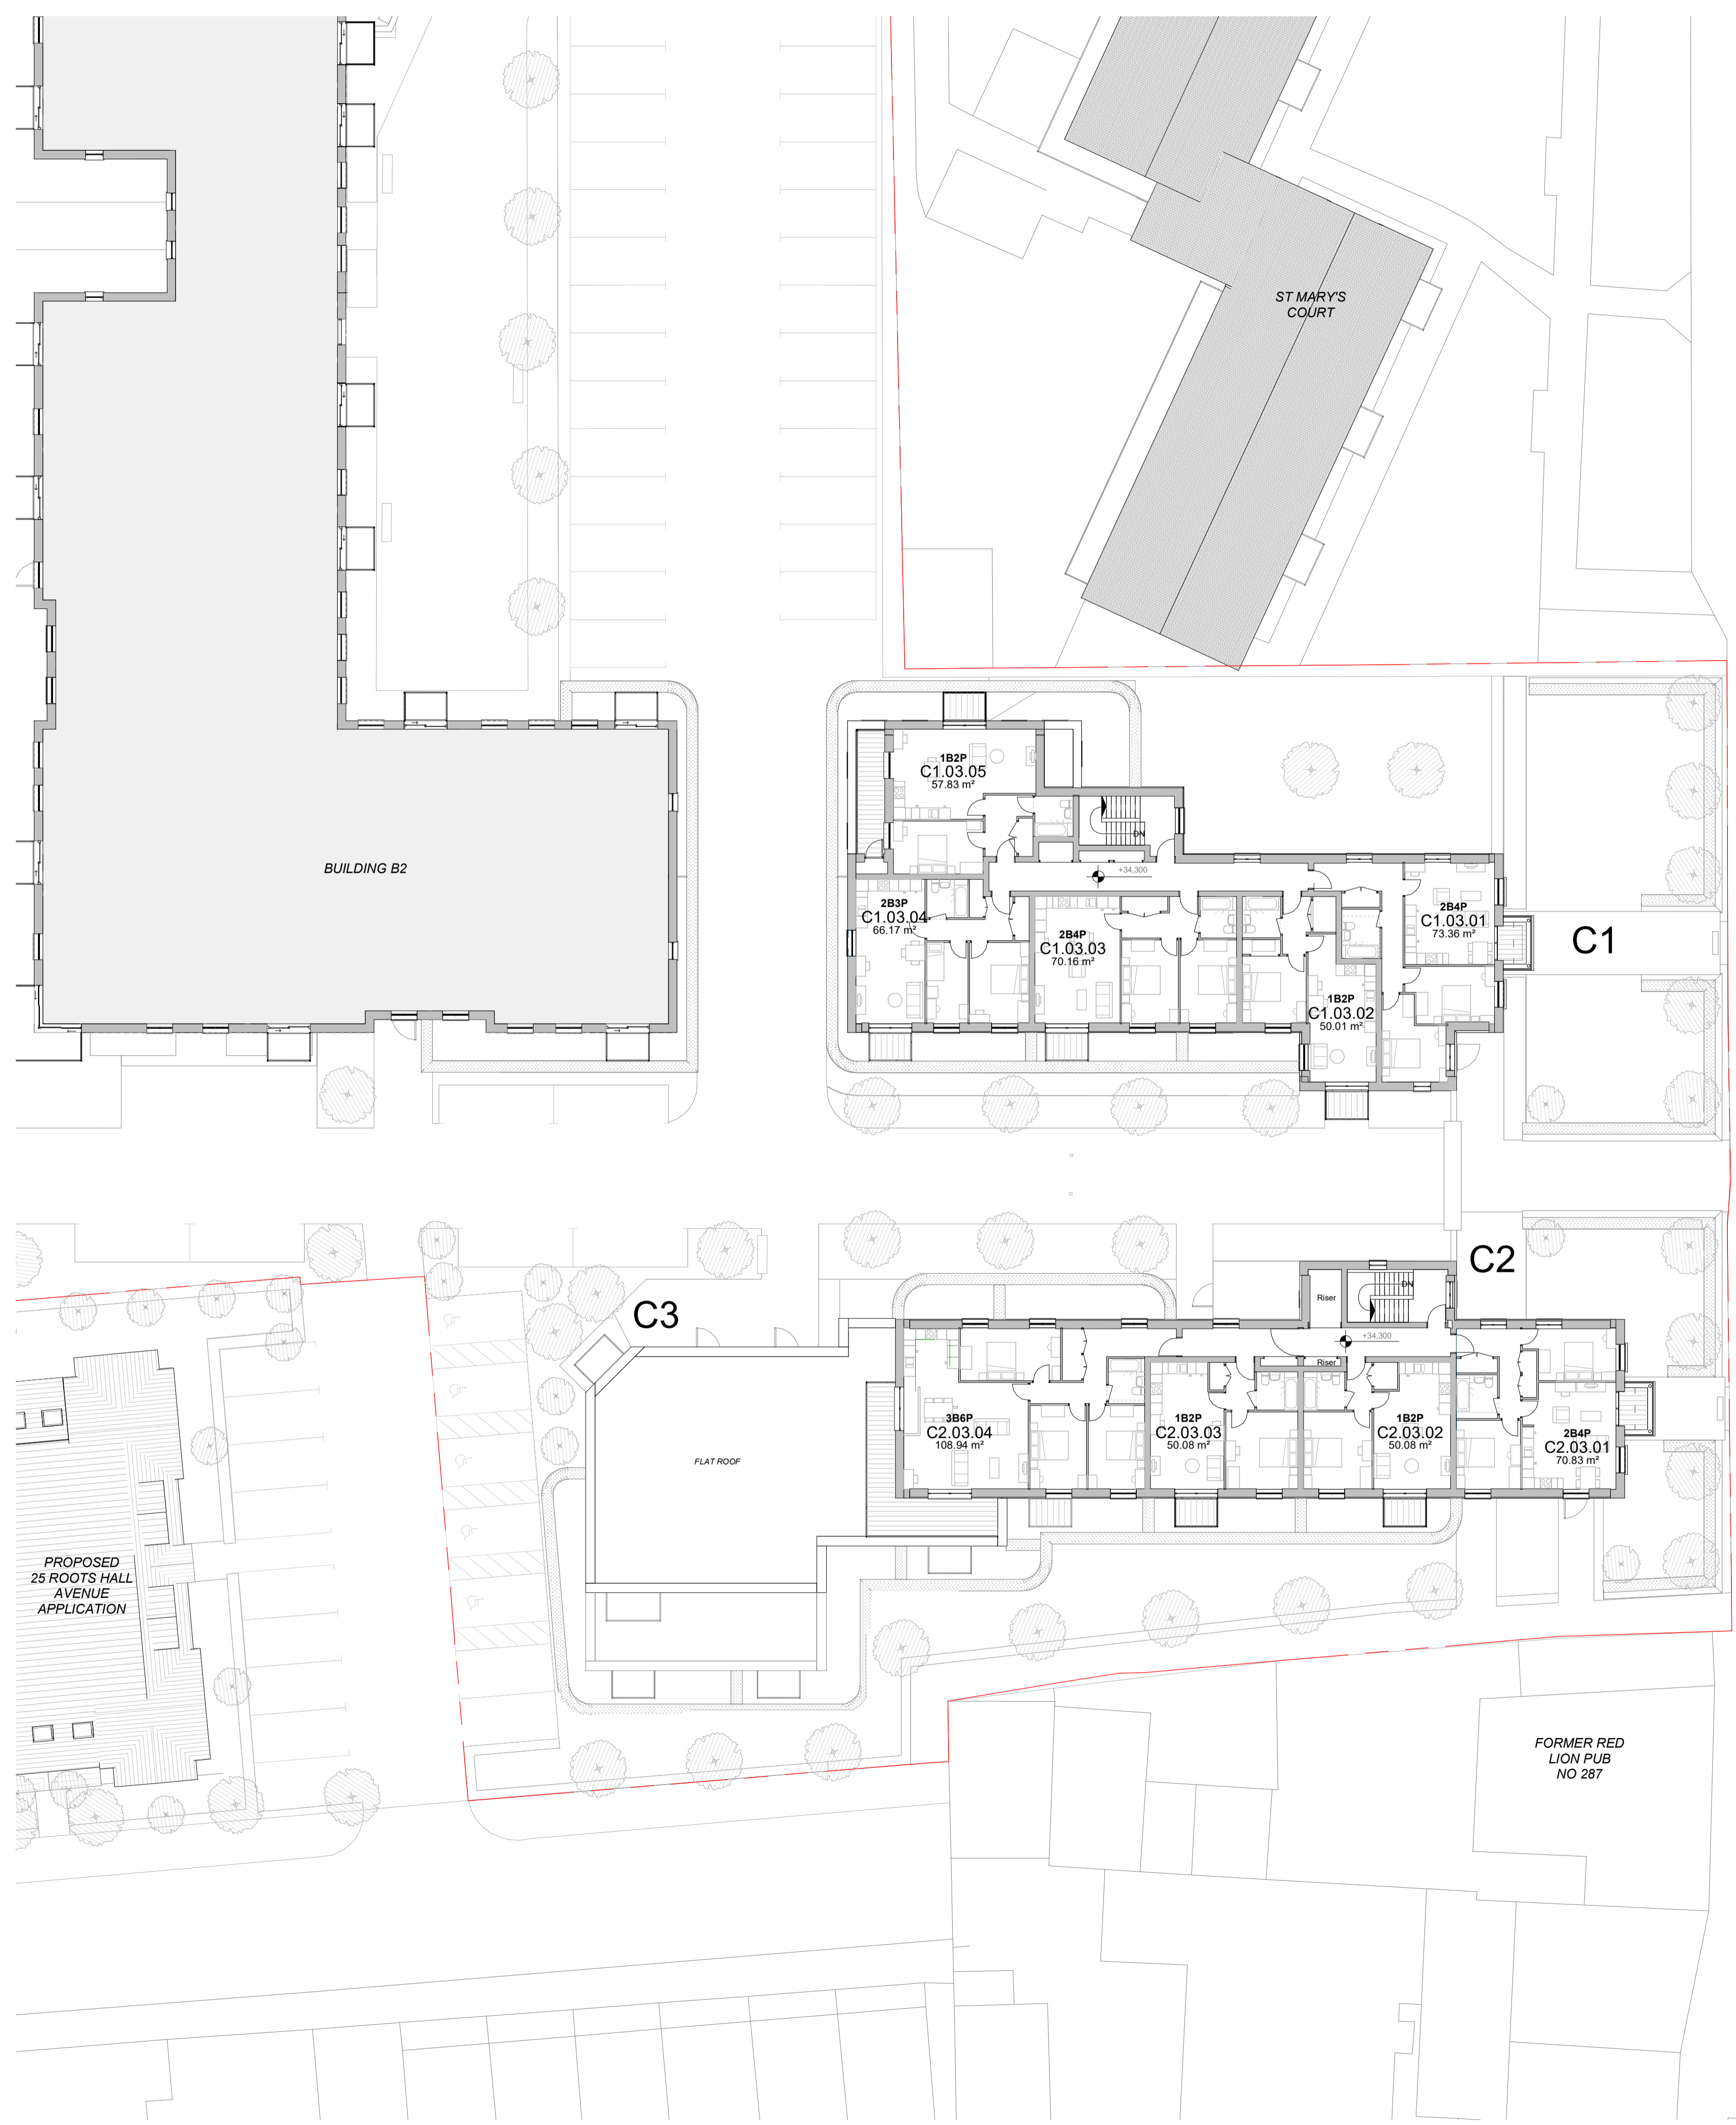 ST MARY'S
COURT
1B2P
C1.03.05
57.83 m²
DN
BUILDING B2
+34,300
2B3P
C1.03.04
66.17 m²
2B4P
C1.03.03
70.16 m²
2B4P
C1.03.01
73.36 m²
C1
1B2P
C1.03.02
50.01 m²
C2
DN
Riser
C3
+34,300
Riser
3B6P
C2.03.04
108.94 m²
1B2P
C2.03.03
50.08 m²
1B2P
C2.03.02
50.08 m²
2B4P
C2.03.01
70.83 m²
FLAT ROOF
PROPOSED
25 ROOTS HALL
AVENUE
APPLICATION
FORMER RED
LION PUB
NO 287